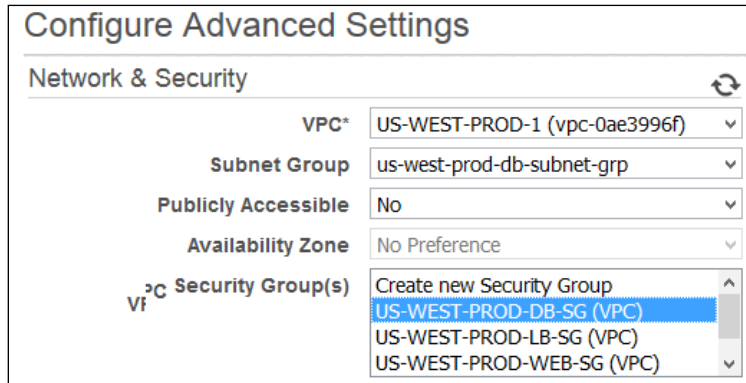 Configure Advanced Settings
Network & Security
VPC* US-WEST-PROD-1 (vpc-0ae3996f)
Subnet Group us-west-prod-db-subnet-grp
Publicly Accessible No
Availability Zone No Preference
VPC Security Group(s) Create new Security Group
US-WEST-PROD-DB-SG (VPC)
US-WEST-PROD-LB-SG (VPC)
US-WEST-PROD-WEB-SG (VPC)